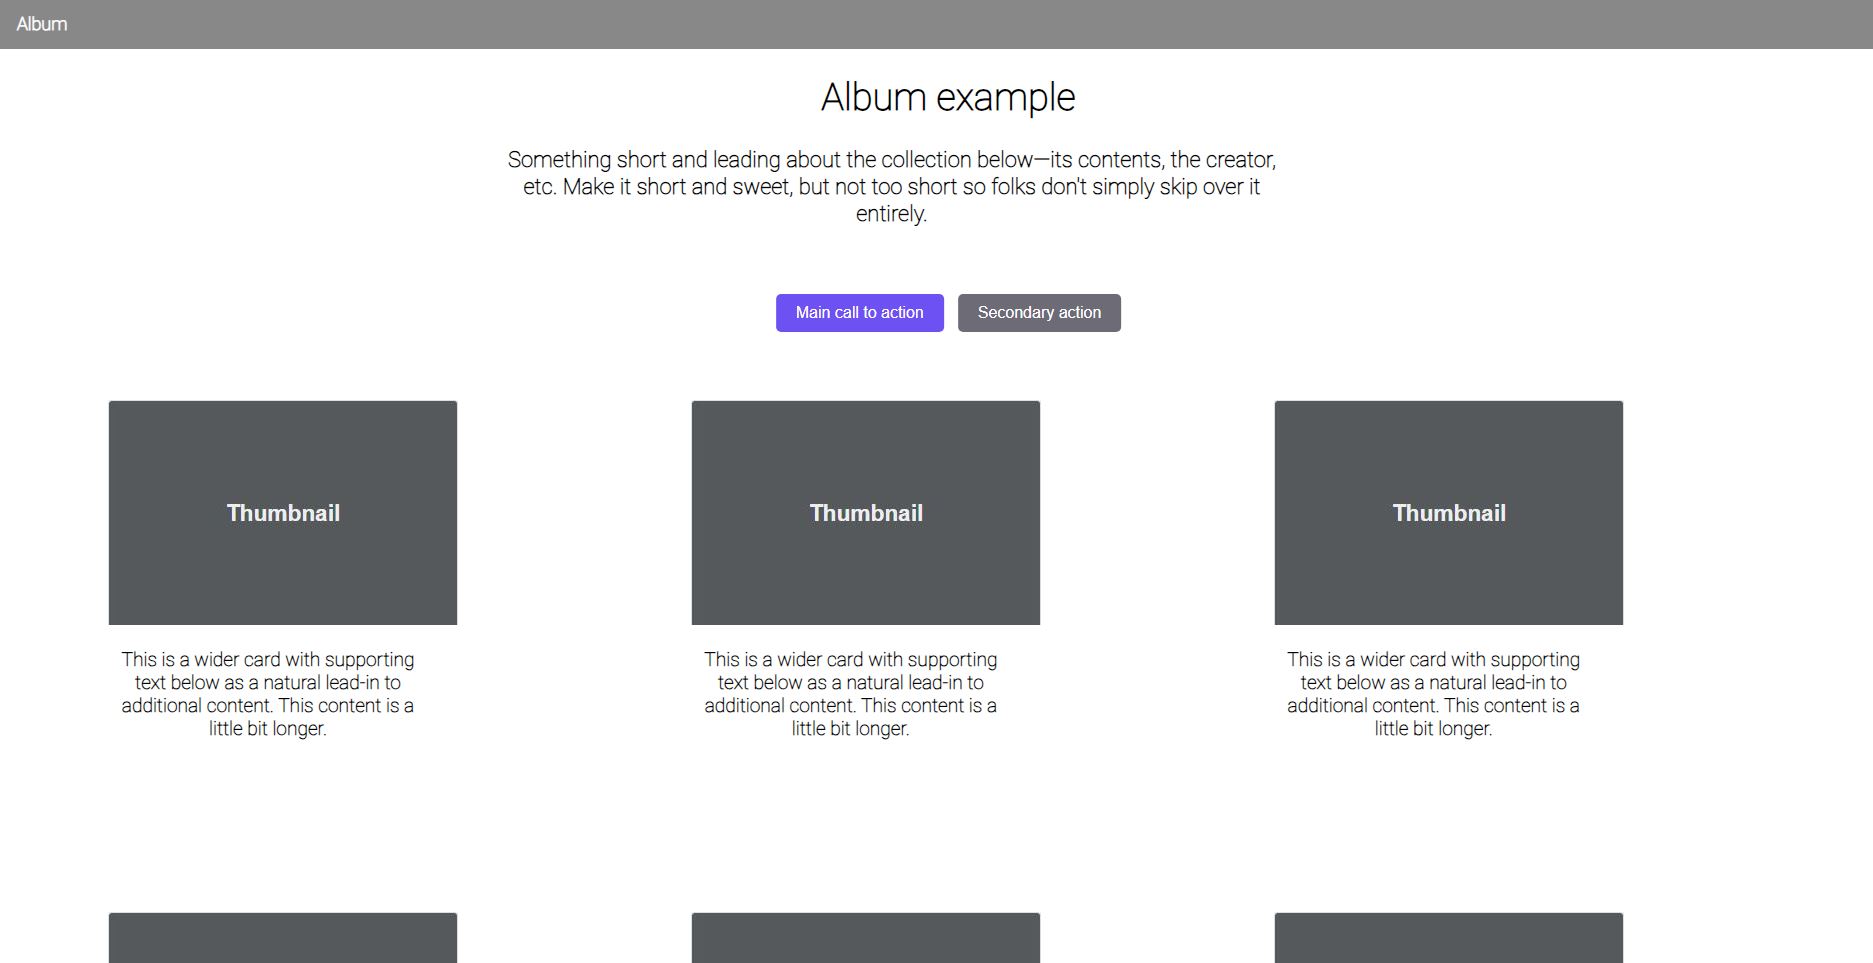 Album
Album example
Something short and leading about the collection below—its contents, the creator,
etc. Make it short and sweet, but not too short so folks don't simply skip over it
entirely.
Main call to action
Secondary action
Thumbnail
This is a wider card with supporting
text below as a natural lead-in to
additional content. This content is a
little bit longer.
Thumbnail
This is a wider card with supporting
text below as a natural lead-in to
additional content. This content is a
little bit longer.
Thumbnail
This is a wider card with supporting
text below as a natural lead-in to
additional content. This content is a
little bit longer.